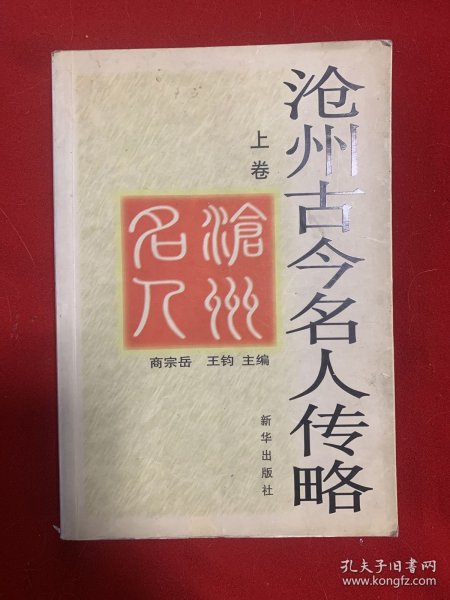 沧州古今名人传略
上卷
滄州
名人
商宗岳 王钧 主编
新华出版社
孔夫子旧书网
www.kongfz.com